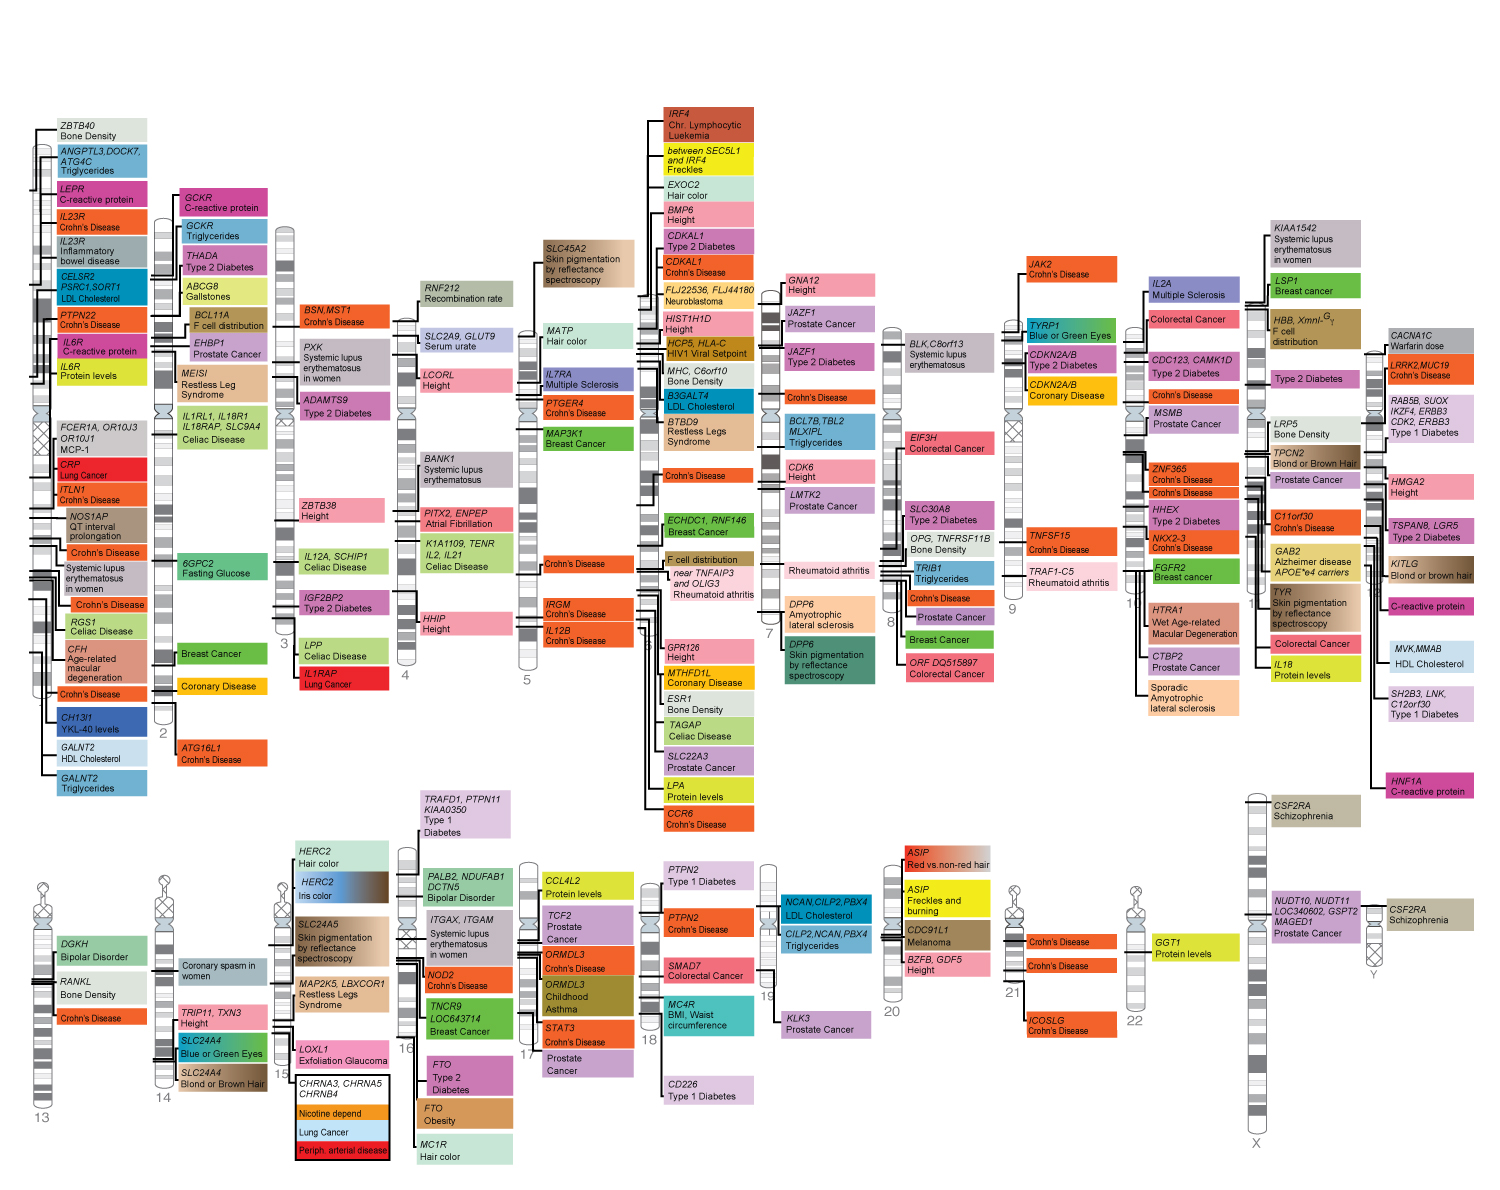 ZBTB40
Bone Density
ANGPTL3,DOCK7,
ATG4C
Triglycerides
LEPR
C-reactive protein
IL23R
Crohn's Disease
IL23R
Inflammatory
bowel disease
CELSR2
PSRC1,SORT1
LDL Cholesterol
PTPN22
Crohn's Disease
IL6R
C-reactive protein
IL6R
Protein levels
FCER1A, OR10J3
OR10J1
MCP-1
CRP
Lung Cancer
ITLN1
Crohn's Disease
NOS1AP
QT interval
prolongation
Crohn's Disease
Systemic lupus
erythematosus
in women
Crohn's Disease
RGS1
Celiac Disease
CFH
Age-related
macular
degeneration
Crohn's Disease
CH13I1
YKL-40 levels
GALNT2
HDL Cholesterol
GALNT2
Triglycerides
GCKR
C-reactive protein
GCKR
Triglycerides
THADA
Type 2 Diabetes
ABCG8
Gallstones
BCL11A
F cell distribution
EHBP1
Prostate Cancer
MEISI
Restless Leg
Syndrome
IL1RL1, IL18R1
IL18RAP, SLC9A4
Celiac Disease
6GPC2
Fasting Glucose
Breast Cancer
Coronary Disease
2
ATG16L1
Crohn's Disease
BSN,MST1
Crohn's Disease
PXK
Systemic lupus
erythematosus
in women
ADAMTS9
Type 2 Diabetes
ZBTB38
Height
IL12A, SCHIP1
Celiac Disease
IGF2BP2
Type 2 Diabetes
3
LPP
Celiac Disease
IL1RAP
Lung Cancer
RNF212
Recombination rate
SLC2A9, GLUT9
Serum urate
LCORL
Height
BANK1
Systemic lupus
erythematosus
PITX2, ENPEP
Atrial Fibrillation
K1A1109, TENR
IL2, IL21
Celiac Disease
HHIP
Height
4
SLC45A2
Skin pigmentation
by reflectance
spectroscopy
MATP
Hair color
IL7RA
Multiple Sclerosis
PTGER4
Crohn's Disease
MAP3K1
Breast Cancer
Crohn's Disease
IRGM
Crohn's Disease
IL12B
Crohn's Disease
5
IRF4
Chr. Lymphocytic
Luekemia
between SEC5L1
and IRF4
Freckles
EXOC2
Hair color
BMP6
Height
CDKAL1
Type 2 Diabetes
CDKAL1
Crohn's Disease
FLJ22536, FLJ44180
Neuroblastoma
HIST1H1D
Height
HCP5, HLA-C
HIV1 Viral Setpoint
MHC, C6orf10
Bone Density
B3GALT4
LDL Cholesterol
BTBD9
Restless Legs
Syndrome
Crohn's Disease
ECHDC1, RNF146
Breast Cancer
F cell distribution
near TNFAIP3
and OLIG3
Rheumatoid arthritis
6
GPR126
Height
MTHFD1L
Coronary Disease
ESR1
Bone Density
TAGAP
Celiac Disease
SLC22A3
Prostate Cancer
LPA
Protein levels
CCR6
Crohn's Disease
GNA12
Height
JAZF1
Prostate Cancer
JAZF1
Type 2 Diabetes
Crohn's Disease
BCL7B,TBL2
MLXIPL
Triglycerides
CDK6
Height
LMTK2
Prostate Cancer
Rheumatoid arthritis
DPP6
Amyotrophic
lateral sclerosis
7
DPP6
Skin pigmentation
by reflectance
spectroscopy
BLK,C8orf13
Systemic lupus
erythematosus
EIF3H
Colorectal Cancer
SLC30A8
Type 2 Diabetes
OPG, TNFRSF11B
Bone Density
TRIB1
Triglycerides
Crohn's Disease
Prostate Cancer
8
Breast Cancer
ORF DQ515897
Colorectal Cancer
JAK2
Crohn's Disease
TYRP1
Blue or Green Eyes
CDKN2A/B
Type 2 Diabetes
CDKN2A/B
Coronary Disease
TNFSF15
Crohn's Disease
TRAF1-C5
Rheumatoid arthritis
9
IL2A
Multiple Sclerosis
Colorectal Cancer
CDC123, CAMK1D
Type 2 Diabetes
Crohn's Disease
MSMB
Prostate Cancer
ZNF365
Crohn's Disease
Crohn's Disease
HHEX
Type 2 Diabetes
NKX2-3
Crohn's Disease
FGFR2
Breast cancer
10
HTRA1
Wet Age-related
Macular Degeneration
CTBP2
Prostate Cancer
Sporadic
Amyotrophic
lateral sclerosis
KIAA1542
Systemic lupus
erythematosus
in women
LSP1
Breast cancer
HBB, XmnI-Gγ
F cell
distribution
Type 2 Diabetes
LRP5
Bone Density
TPCN2
Blond or Brown Hair
Prostate Cancer
C11orf30
Crohn's Disease
GAB2
Alzheimer disease
APOE*e4 carriers
TYR
Skin pigmentation
by reflectance
spectroscopy
Colorectal Cancer
IL18
Protein levels
CACNA1C
Warfarin dose
LRRK2,MUC19
Crohn's Disease
RAB5B, SUOX
IKZF4, ERBB3
CDK2, ERBB3
Type 1 Diabetes
HMGA2
Height
TSPAN8, LGR5
Type 2 Diabetes
KITLG
Blond or brown hair
C-reactive protein
MVK,MMAB
HDL Cholesterol
SH2B3, LNK,
C12orf30
Type 1 Diabetes
HNF1A
C-reactive protein
DGKH
Bipolar Disorder
RANKL
Bone Density
Crohn's Disease
13
Coronary spasm in
women
TRIP11, TXN3
Height
SLC24A4
Blue or Green Eyes
SLC24A4
Blond or Brown Hair
14
HERC2
Hair color
HERC2
Iris color
SLC24A5
Skin pigmentation
by reflectance
spectroscopy
MAP2K5, LBXCOR1
Restless Legs
Syndrome
LOXL1
Exfoliation Glaucoma
15
CHRNA3, CHRNA5
CHRNB4
Nicotine depend
Lung Cancer
Periph. arterial disease
TRAFD1, PTPN11
KIAA0350
Type 1
Diabetes
PALB2, NDUFAB1
DCTN5
Bipolar Disorder
ITGAX, ITGAM
Systemic lupus
erythematosus
in women
NOD2
Crohn's Disease
TNCR9
LOC643714
Breast Cancer
16
FTO
Type 2
Diabetes
FTO
Obesity
MC1R
Hair color
CCL4L2
Protein levels
TCF2
Prostate
Cancer
ORMDL3
Crohn's Disease
ORMDL3
Childhood
Asthma
STAT3
Crohn's Disease
17
Prostate
Cancer
PTPN2
Type 1 Diabetes
PTPN2
Crohn's Disease
SMAD7
Colorectal Cancer
MC4R
BMI, Waist
circumference
18
CD226
Type 1 Diabetes
NCAN,CILP2,PBX4
LDL Cholesterol
CILP2,NCAN,PBX4
Triglycerides
19
KLK3
Prostate Cancer
ASIP
Red vs.non-red hair
ASIP
Freckles and
burning
CDC91L1
Melanoma
BZFB, GDF5
Height
20
Crohn's Disease
Crohn's Disease
21
ICOSLG
Crohn's Disease
GGT1
Protein levels
22
CSF2RA
Schizophrenia
NUDT10, NUDT11
LOC340602, GSPT2
MAGED1
Prostate Cancer
X
CSF2RA
Schizophrenia
Y